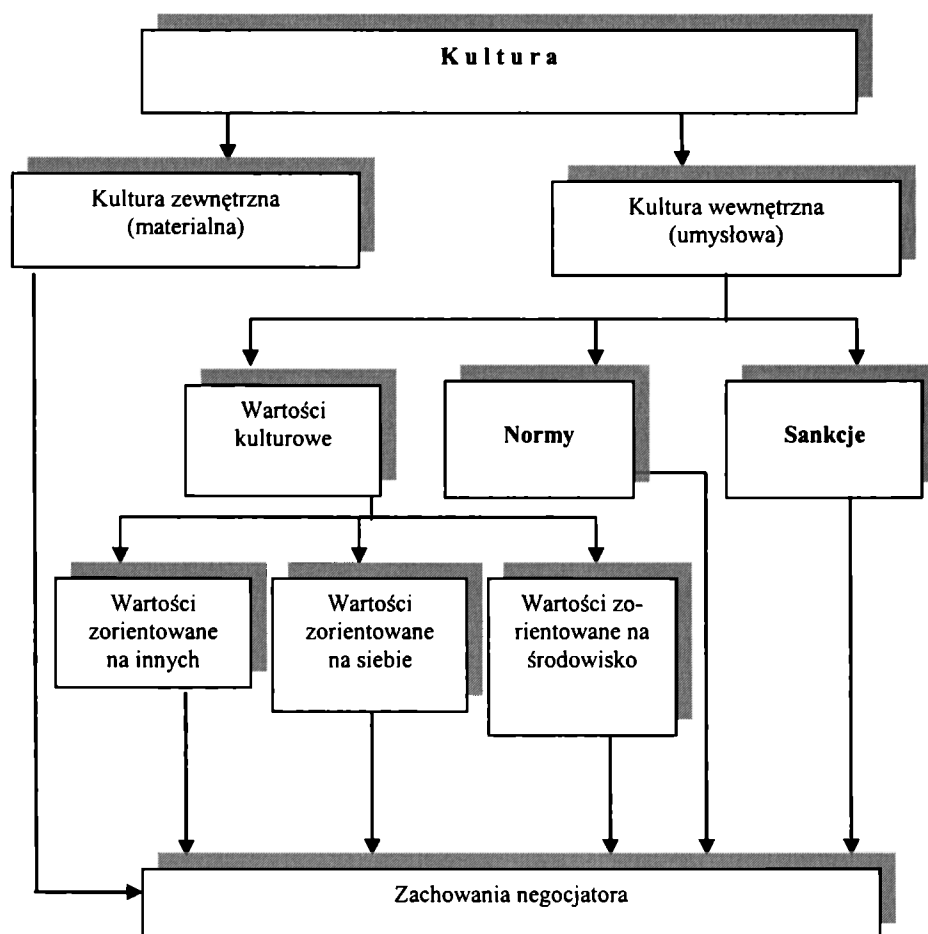 Kultura
Kultura zewnętrzna
(materialna)
Kultura wewnętrzna
(umysłowa)
Wartości
kulturowe
Normy
Sankcje
Wartości
zorientowane
na innych
Wartości
zorientowane
na siebie
Wartości zo-
rientowane na
środowisko
Zachowania negocjatora